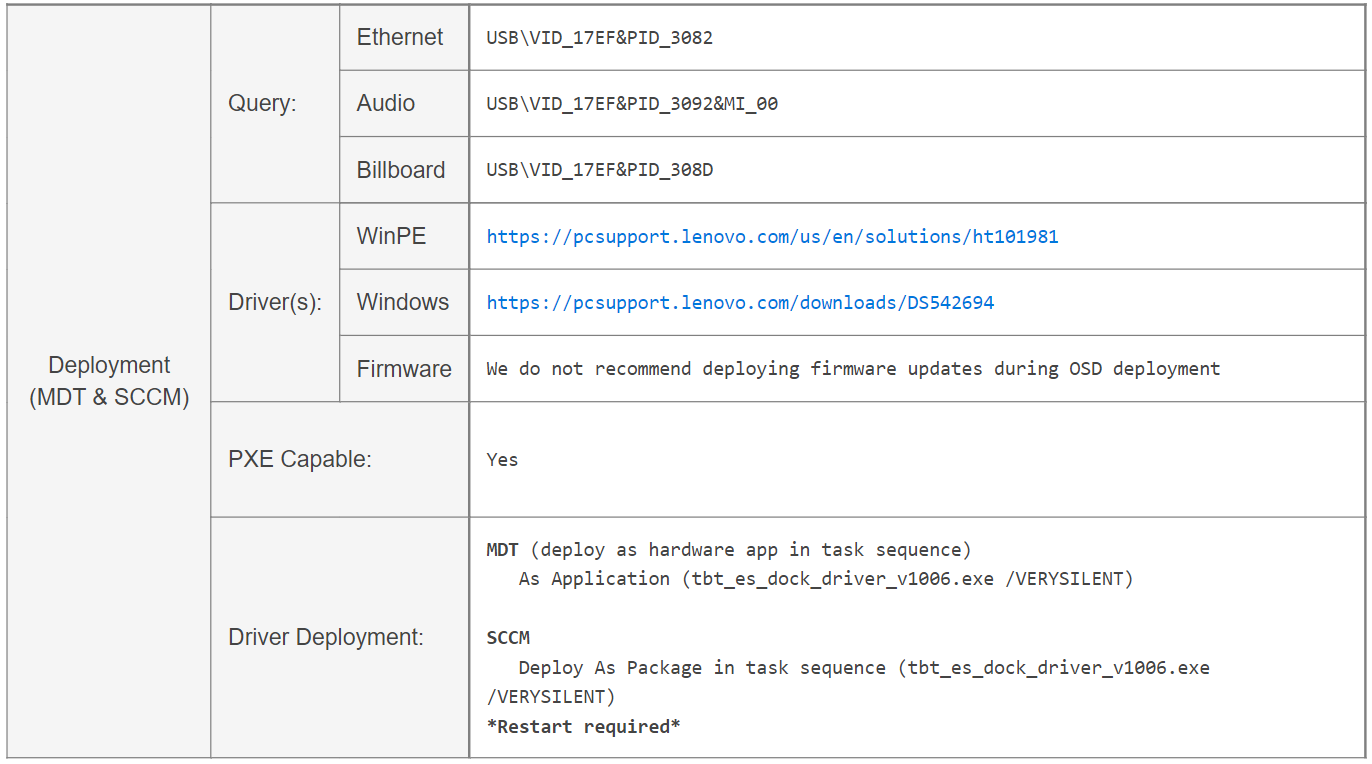 Deployment
(MDT & SCCM)
Query:
Ethernet
USB\VID_17EF&PID_3082
Audio
USB\VID_17EF&PID_3092&MI_00
Billboard
USB\VID_17EF&PID_308D
Driver(s):
WinPE
https://pcsupport.lenovo.com/us/en/solutions/ht101981
Windows
https://pcsupport.lenovo.com/downloads/DS542694
Firmware
We do not recommend deploying firmware updates during OSD deployment
PXE Capable:
Yes
Driver Deployment:
MDT (deploy as hardware app in task sequence)
As Application (tbt_es_dock_driver_v1006.exe /VERYSILENT)
SCCM
Deploy As Package in task sequence (tbt_es_dock_driver_v1006.exe
/VERYSILENT)
*Restart required*